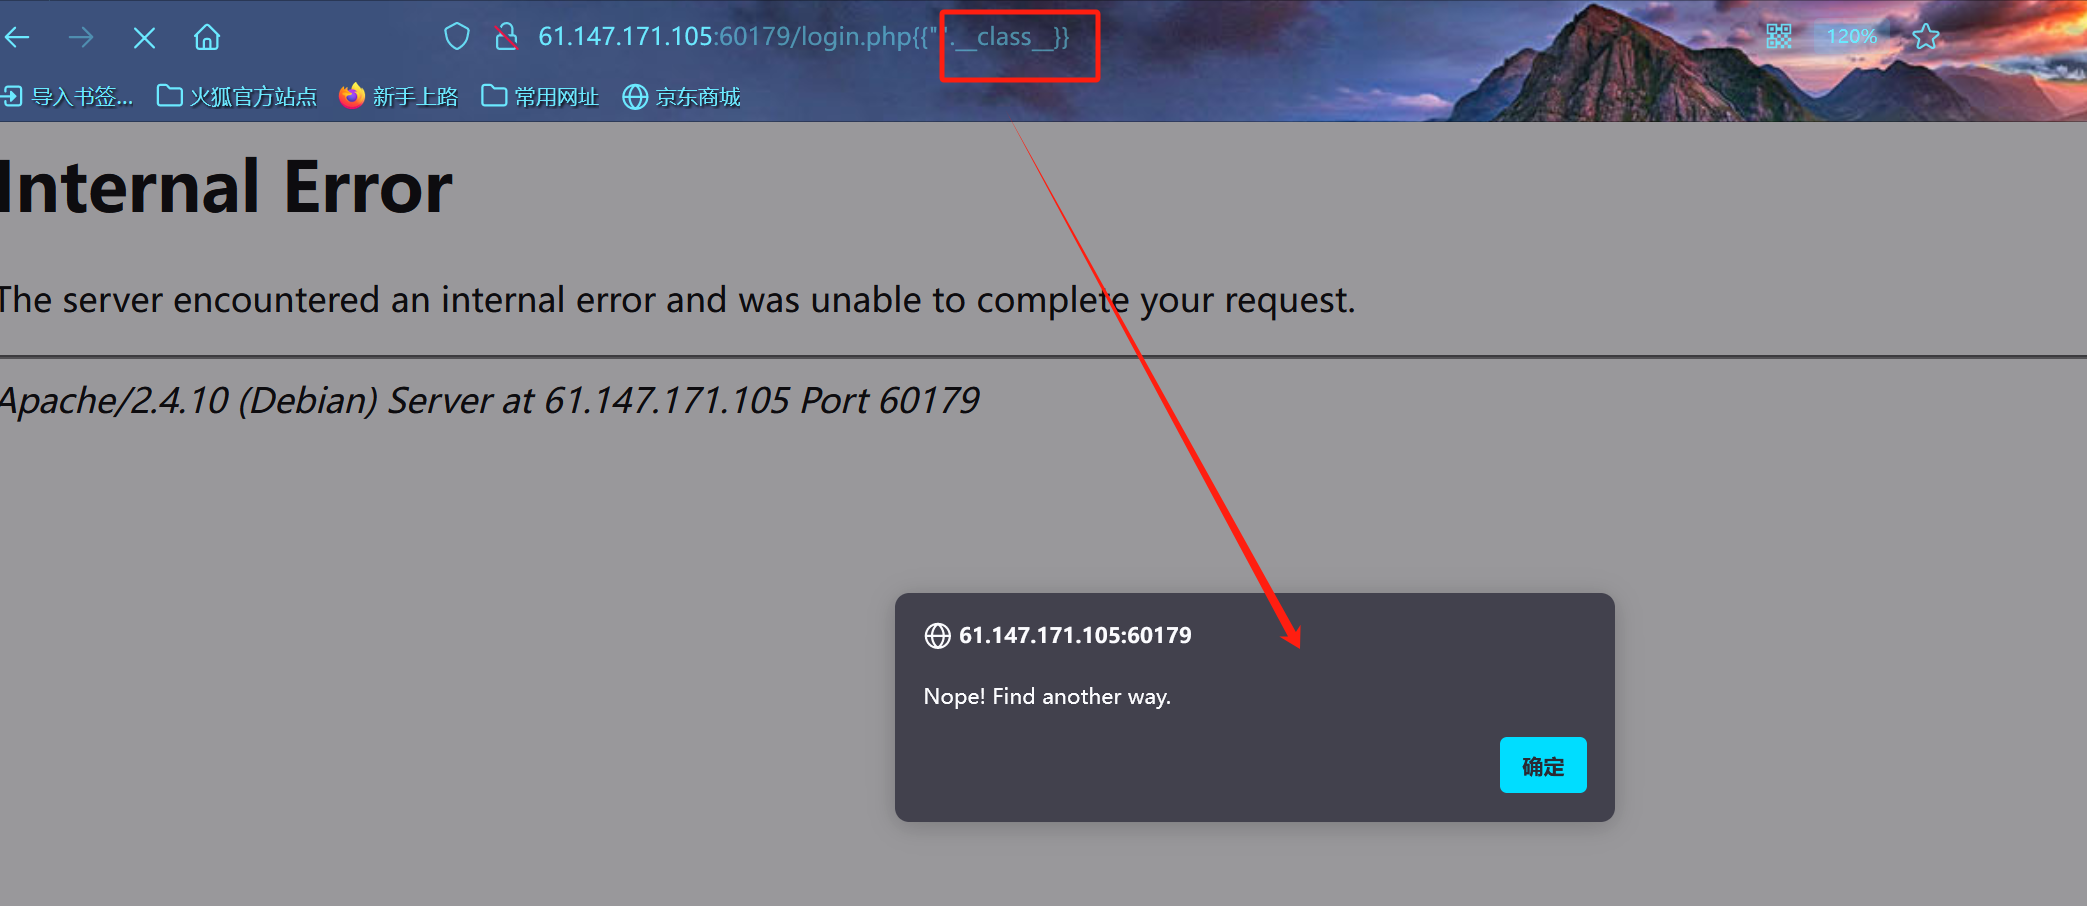 61.147.171.105:60179/login.php{{"".__class__}}
120%
导入书签...
火狐官方站点
新手上路
常用网址
京东商城
Internal Error
The server encountered an internal error and was unable to complete your request.
Apache/2.4.10 (Debian) Server at 61.147.171.105 Port 60179
61.147.171.105:60179
Nope! Find another way.
确定